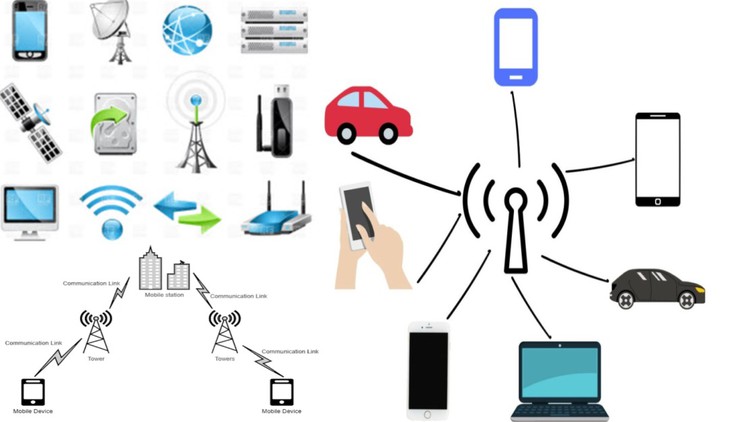 Communication Link
Mobile station
Communication Link
Tower
Towers
Communication Link
Communication Link
Mobile Device
Mobile Device